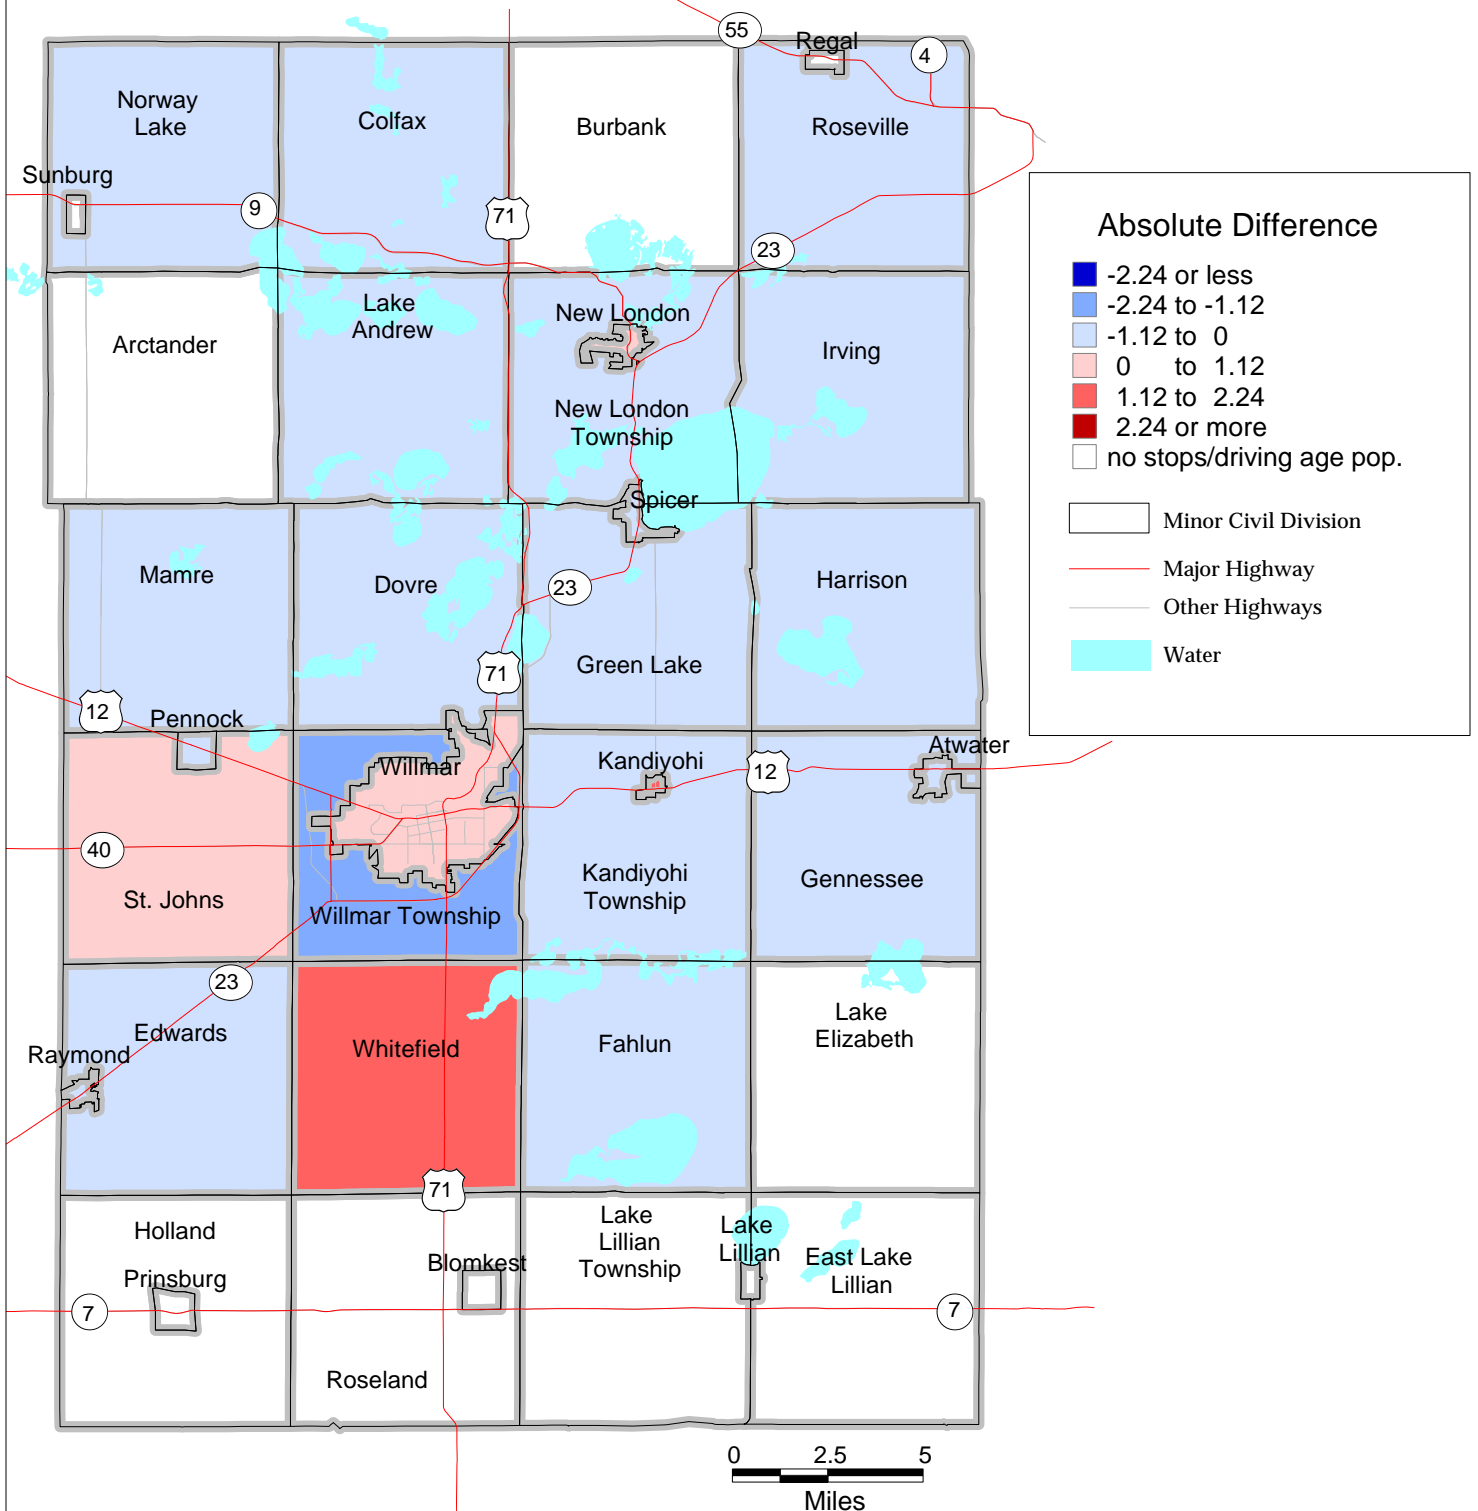 55
Regal
4
Norway
Lake
Colfax
Burbank
Roseville
Sunburg
9
71
23
Absolute Difference
-2.24 or less
-2.24 to -1.12
-1.12 to 0
0 to 1.12
1.12 to 2.24
2.24 or more
no stops/driving age pop.
Minor Civil Division
Major Highway
Other Highways
Water
Arctander
Lake
Andrew
New London
Irving
New London
Township
Spicer
Mamre
Dovre
23
Harrison
Green Lake
71
12
Pennock
Willmar
Kandiyohi
12
Atwater
40
St. Johns
Willmar Township
Kandiyohi
Township
Gennessee
23
Edwards
Raymond
Whitefield
Fahlun
Lake
Elizabeth
71
Holland
Prinsburg
7
Blomkest
Roseland
Lake
Lillian
Township
Lake
Lillian
East Lake
Lillian
7
0 2.5 5
Miles